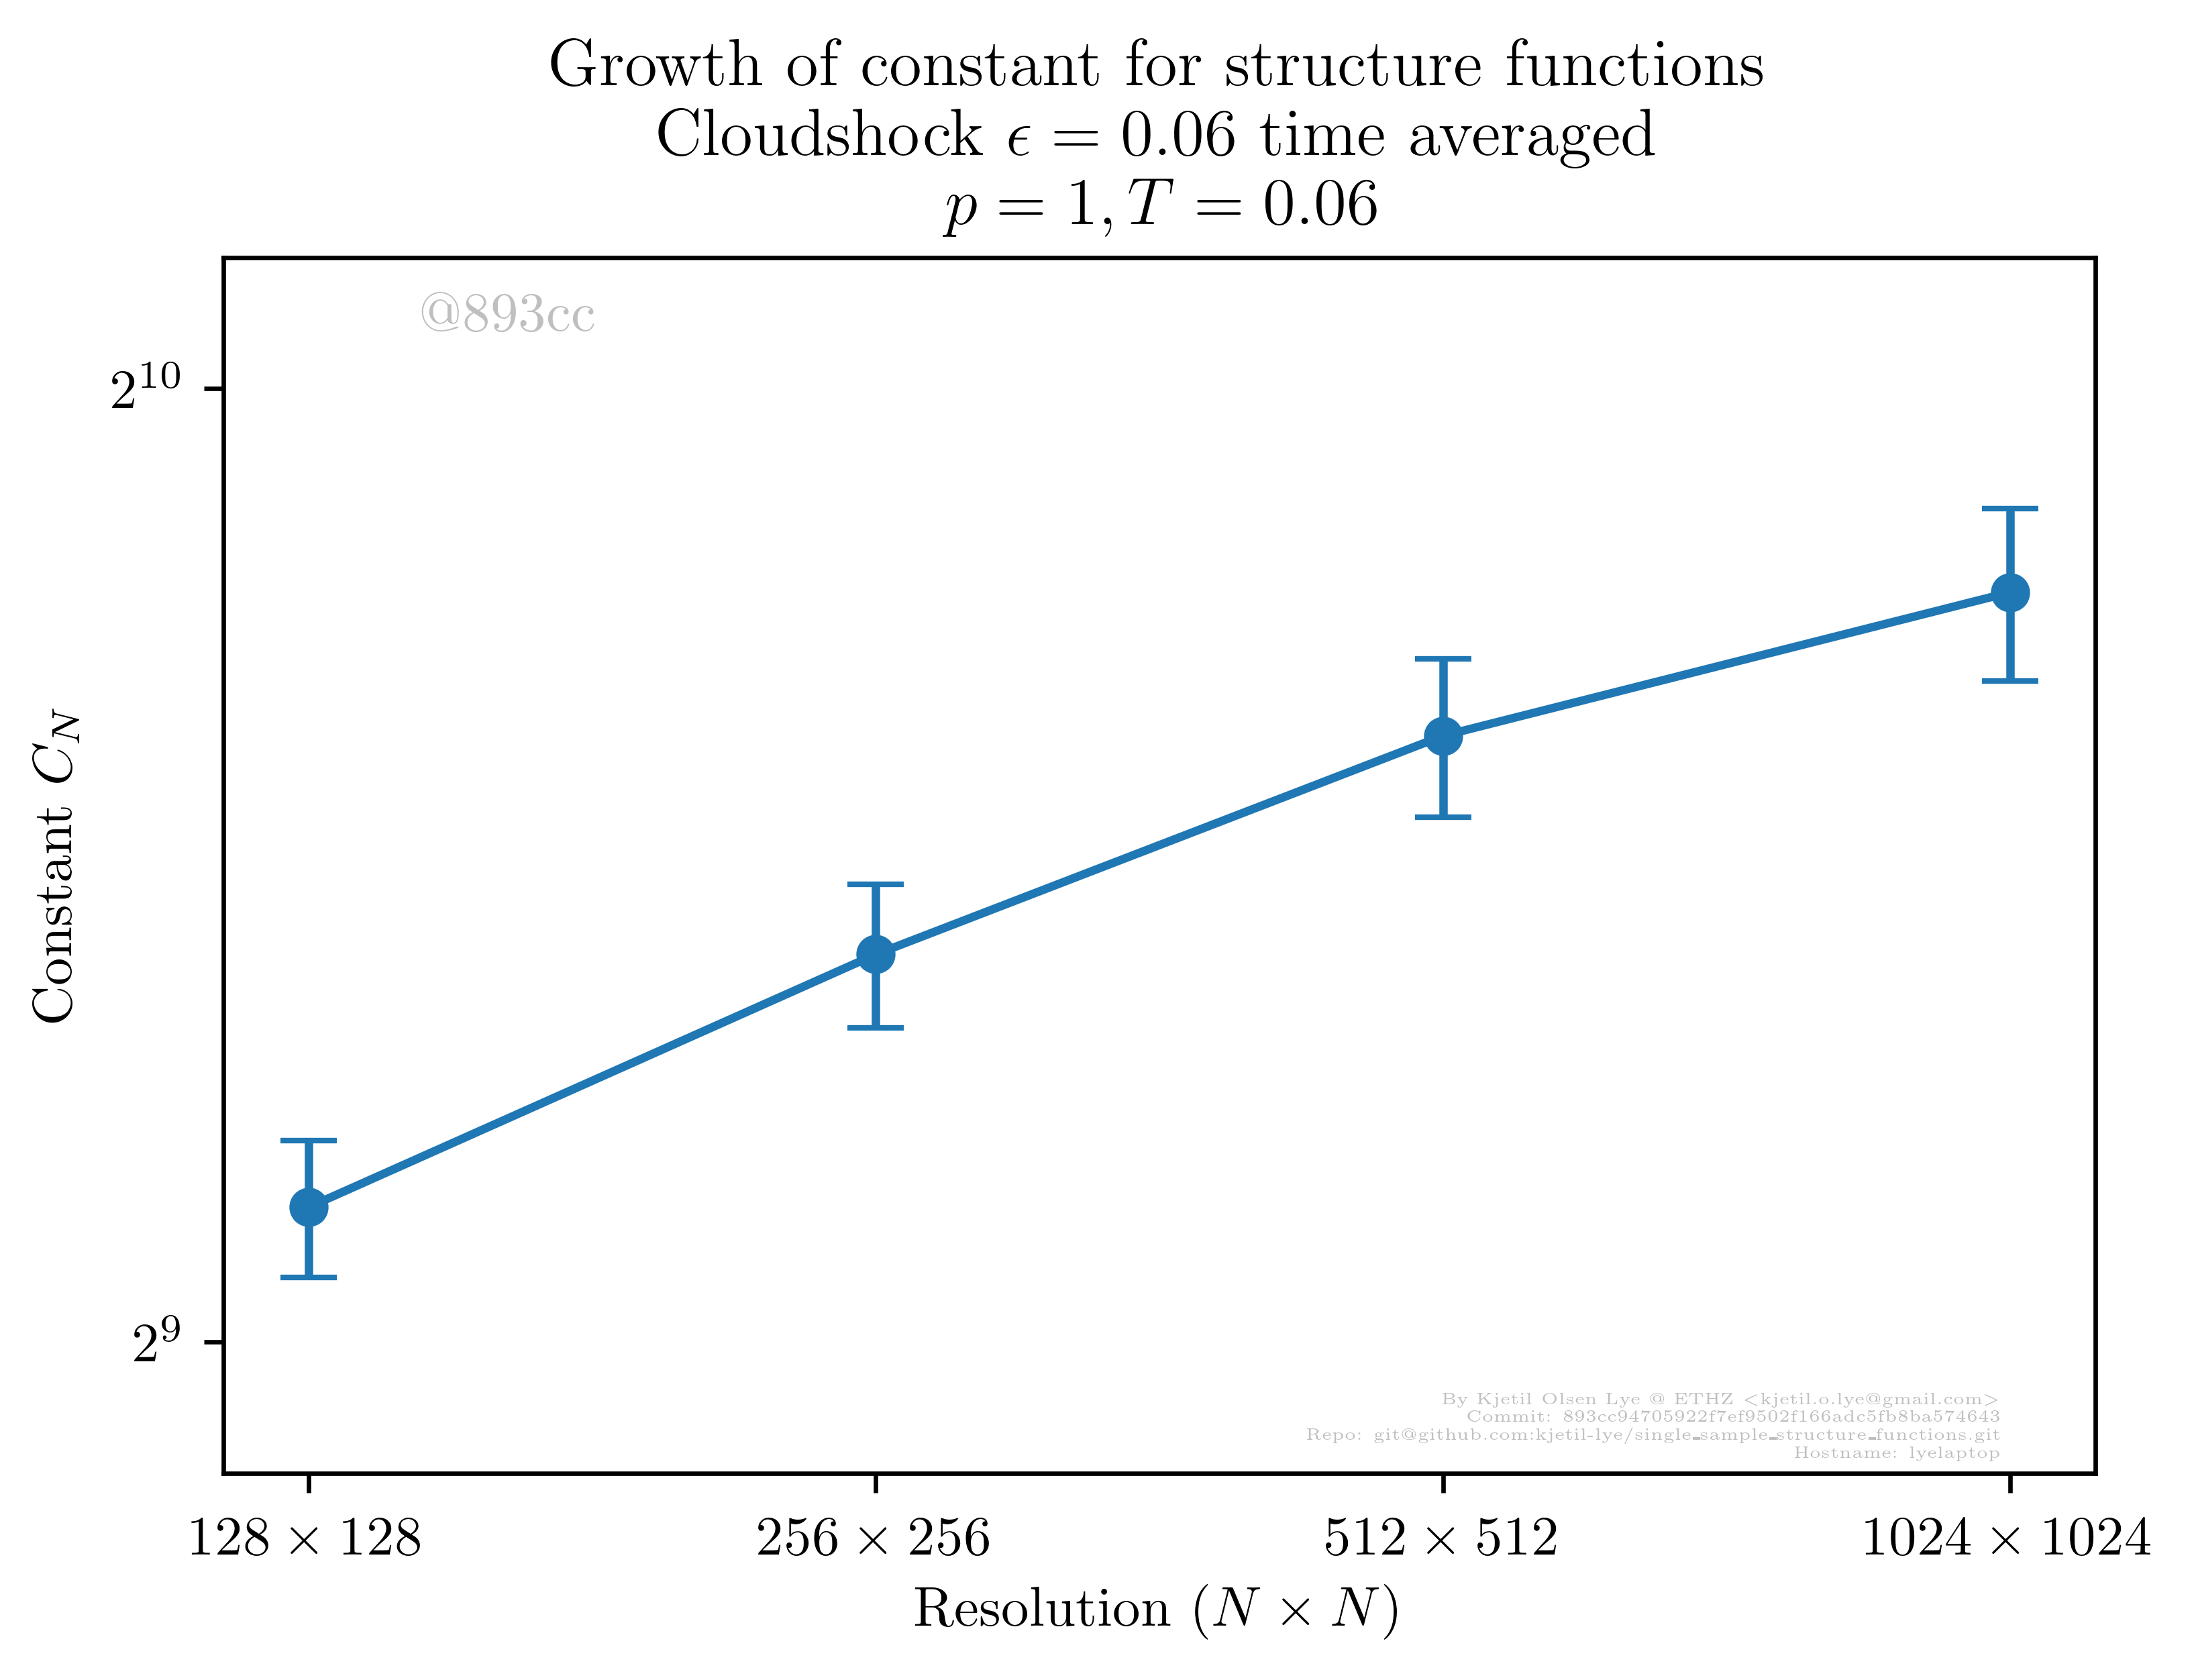 Growth of constant for structure functions
Cloudshock ϵ = 0.06 time averaged
p = 1, T = 0.06
@893cc
2^10
Constant C_N
2^9
By Kjetil Olsen Lye @ ETHZ <kjetil.o.lye@gmail.com>
Commit: 893cc94705922f7ef9502f166adc5fb8ba574643
Repo: git@github.com:kjetil-lye/single_sample_structure_functions.git
Hostname: lyelaptop
128 × 128 256 × 256 512 × 512 1024 × 1024
Resolution (N × N)